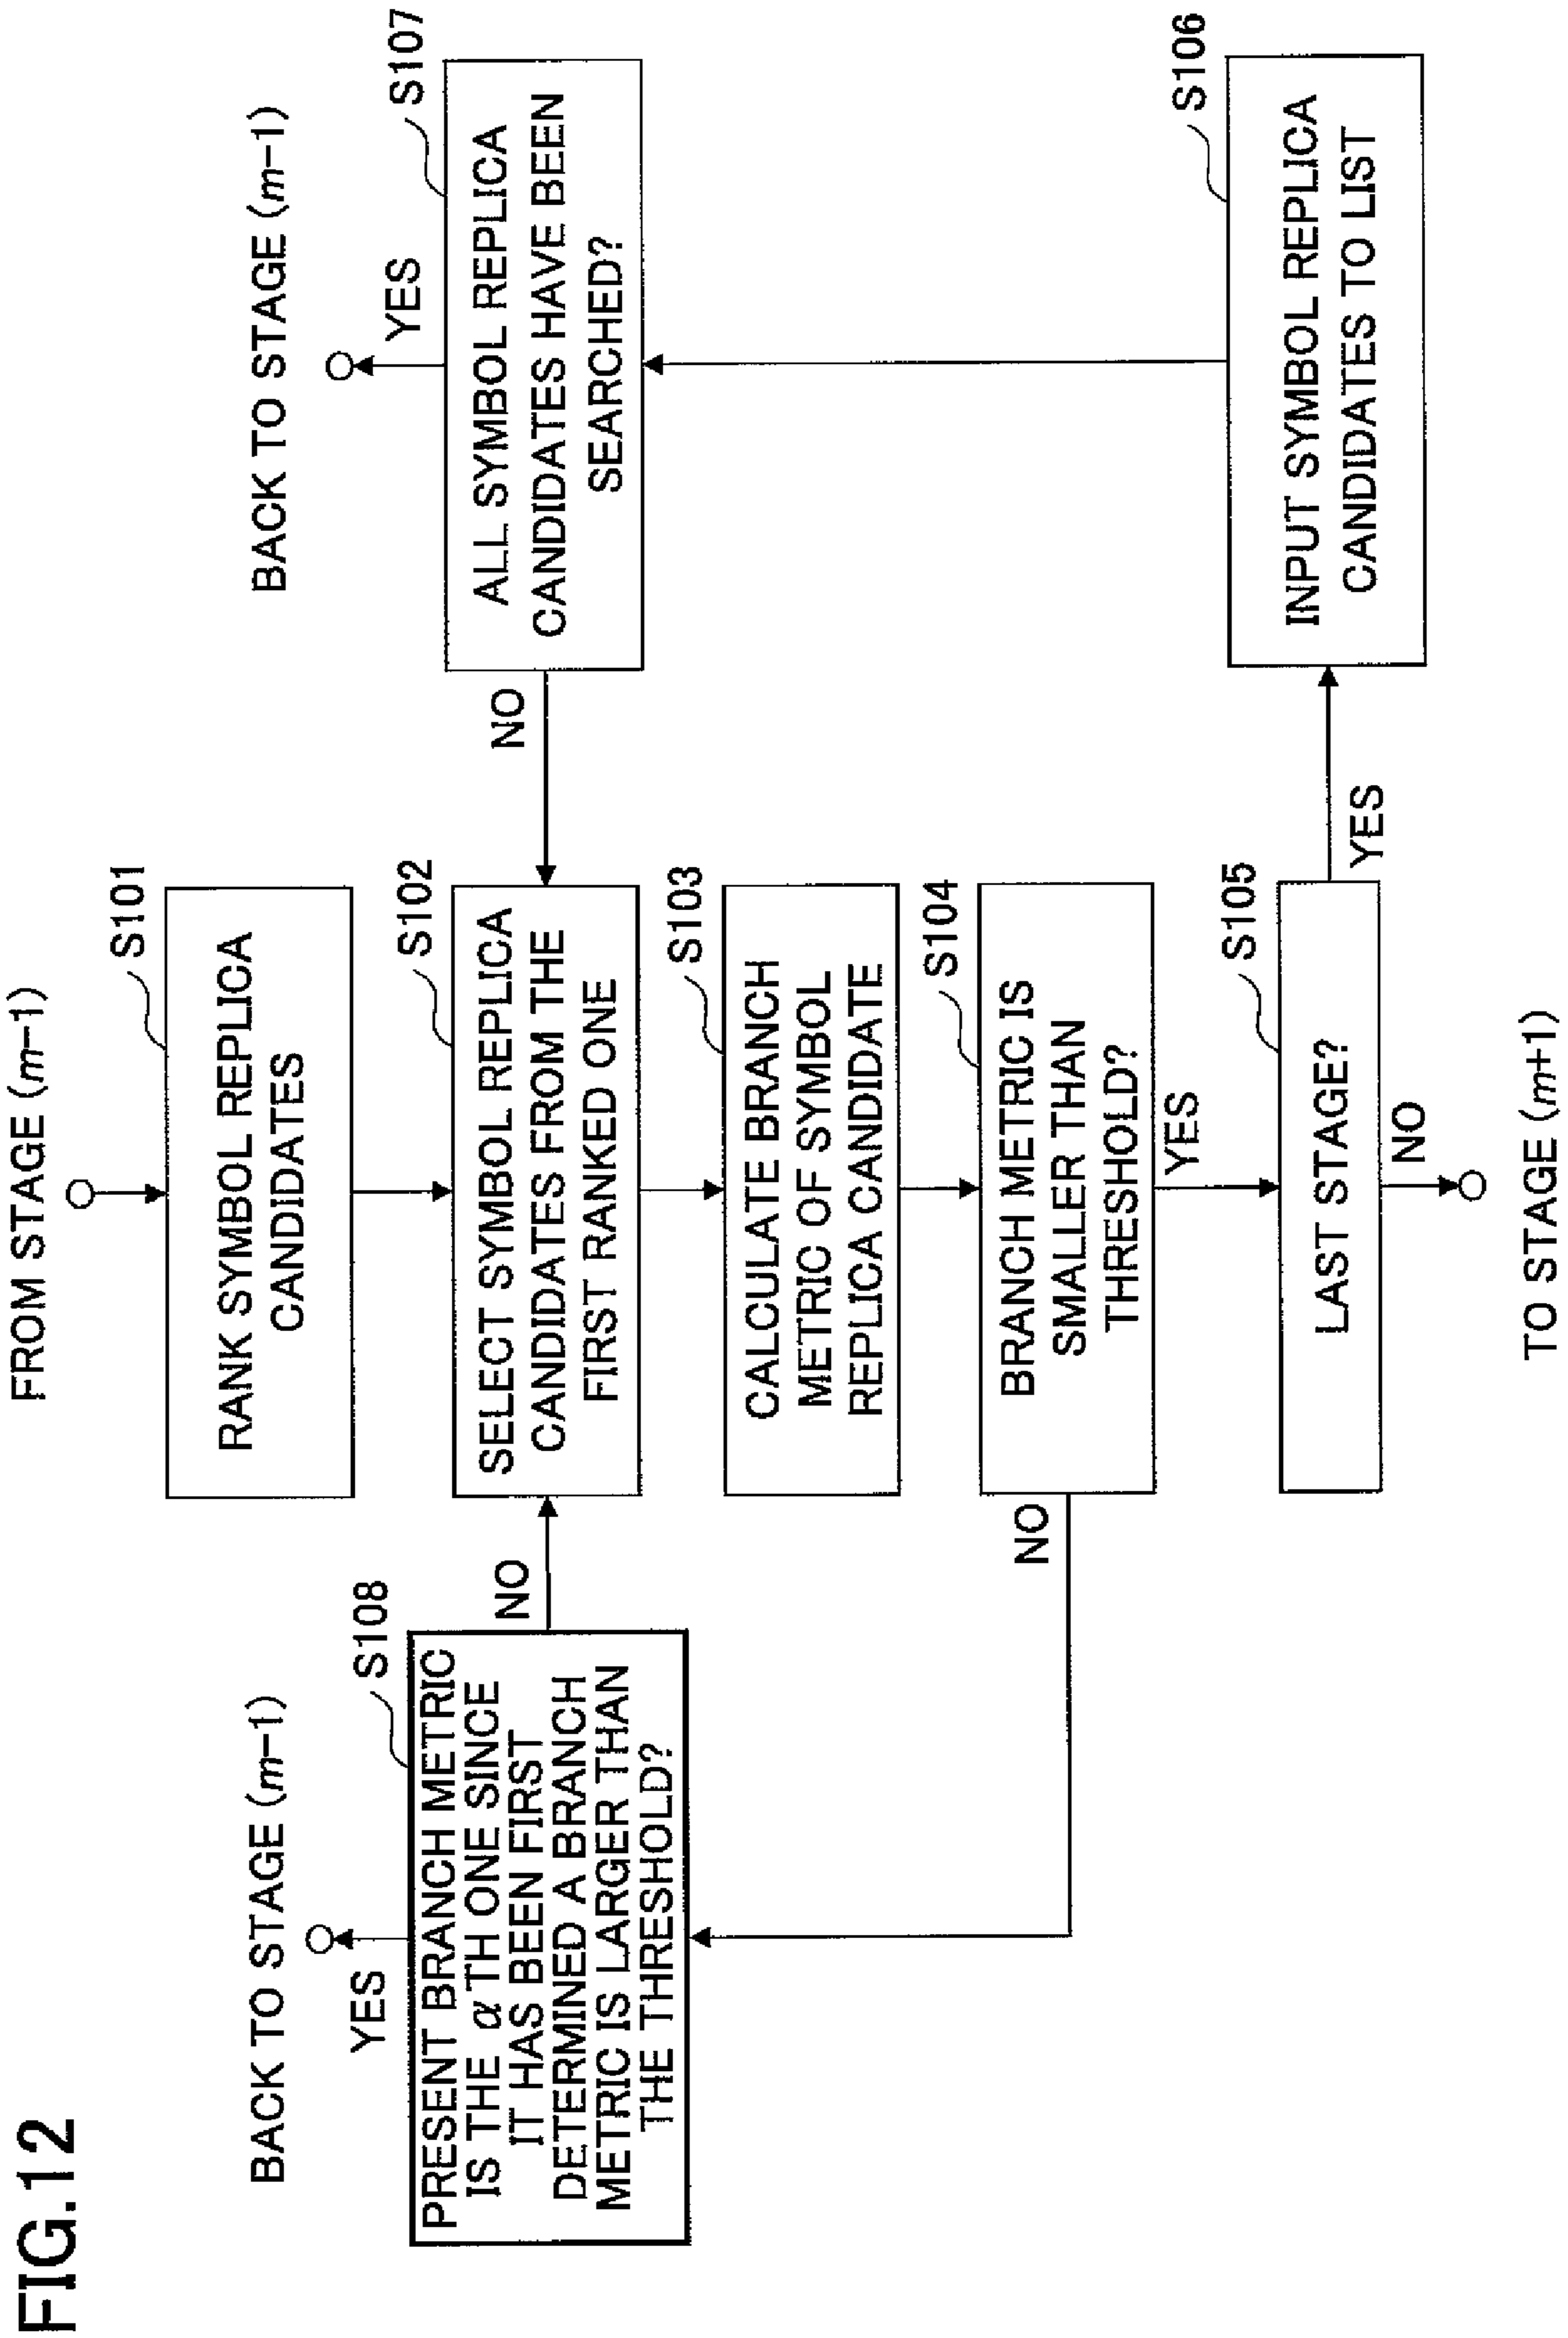 FIG.12
FROM STAGE (m-1)
S101
RANK SYMBOL REPLICA
CANDIDATES
S102
SELECT SYMBOL REPLICA
CANDIDATES FROM THE
FIRST RANKED ONE
S103
CALCULATE BRANCH
METRIC OF SYMBOL
REPLICA CANDIDATE
S104
BRANCH METRIC IS
SMALLER THAN
THRESHOLD?
YES
NO
S105
LAST STAGE?
NO
YES
TO STAGE (m+1)
S106
INPUT SYMBOL REPLICA
CANDIDATES TO LIST
BACK TO STAGE (m-1)
YES
S107
ALL SYMBOL REPLICA
CANDIDATES HAVE BEEN
SEARCHED?
NO
BACK TO STAGE (m-1)
YES
S108
PRESENT BRANCH METRIC
IS THE α TH ONE SINCE
IT HAS BEEN FIRST
DETERMINED A BRANCH
METRIC IS LARGER THAN
THE THRESHOLD?
NO